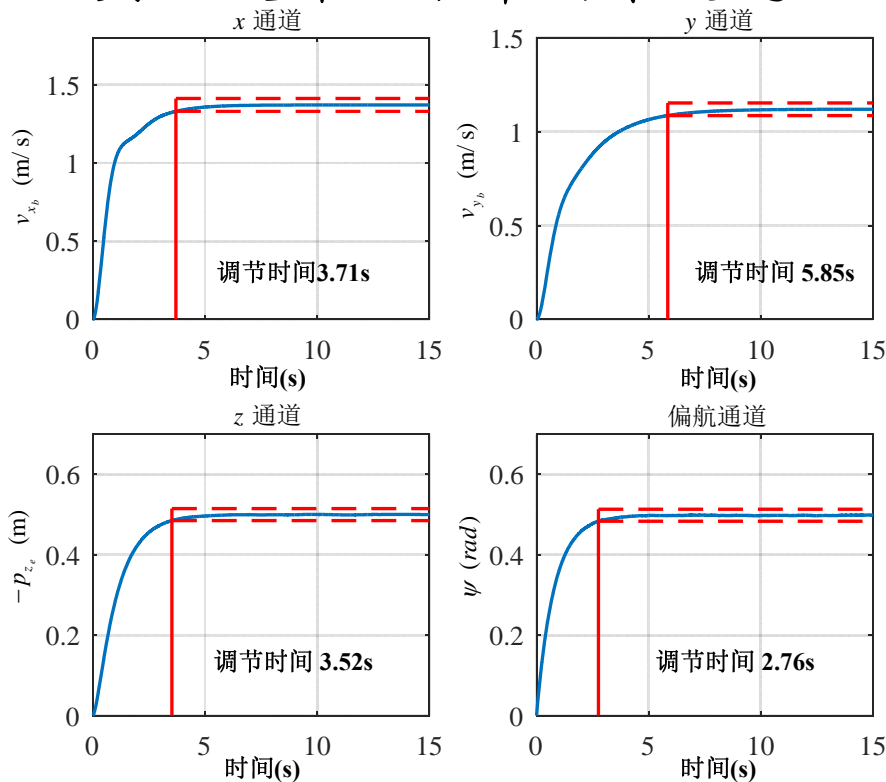 x 通道
1.5
1
0.5
0
v_{x_b} (m/s)
调节时间3.71s
0 5 10 15
时间(s)
y 通道
1.5
1
0.5
0
v_{y_b} (m/s)
调节时间 5.85s
0 5 10 15
时间(s)
z 通道
0.6
0.4
0.2
0
−p_{z_e} (m)
调节时间 3.52s
0 5 10 15
时间(s)
偏航通道
0.6
0.4
0.2
0
ψ (rad)
调节时间 2.76s
0 5 10 15
时间(s)